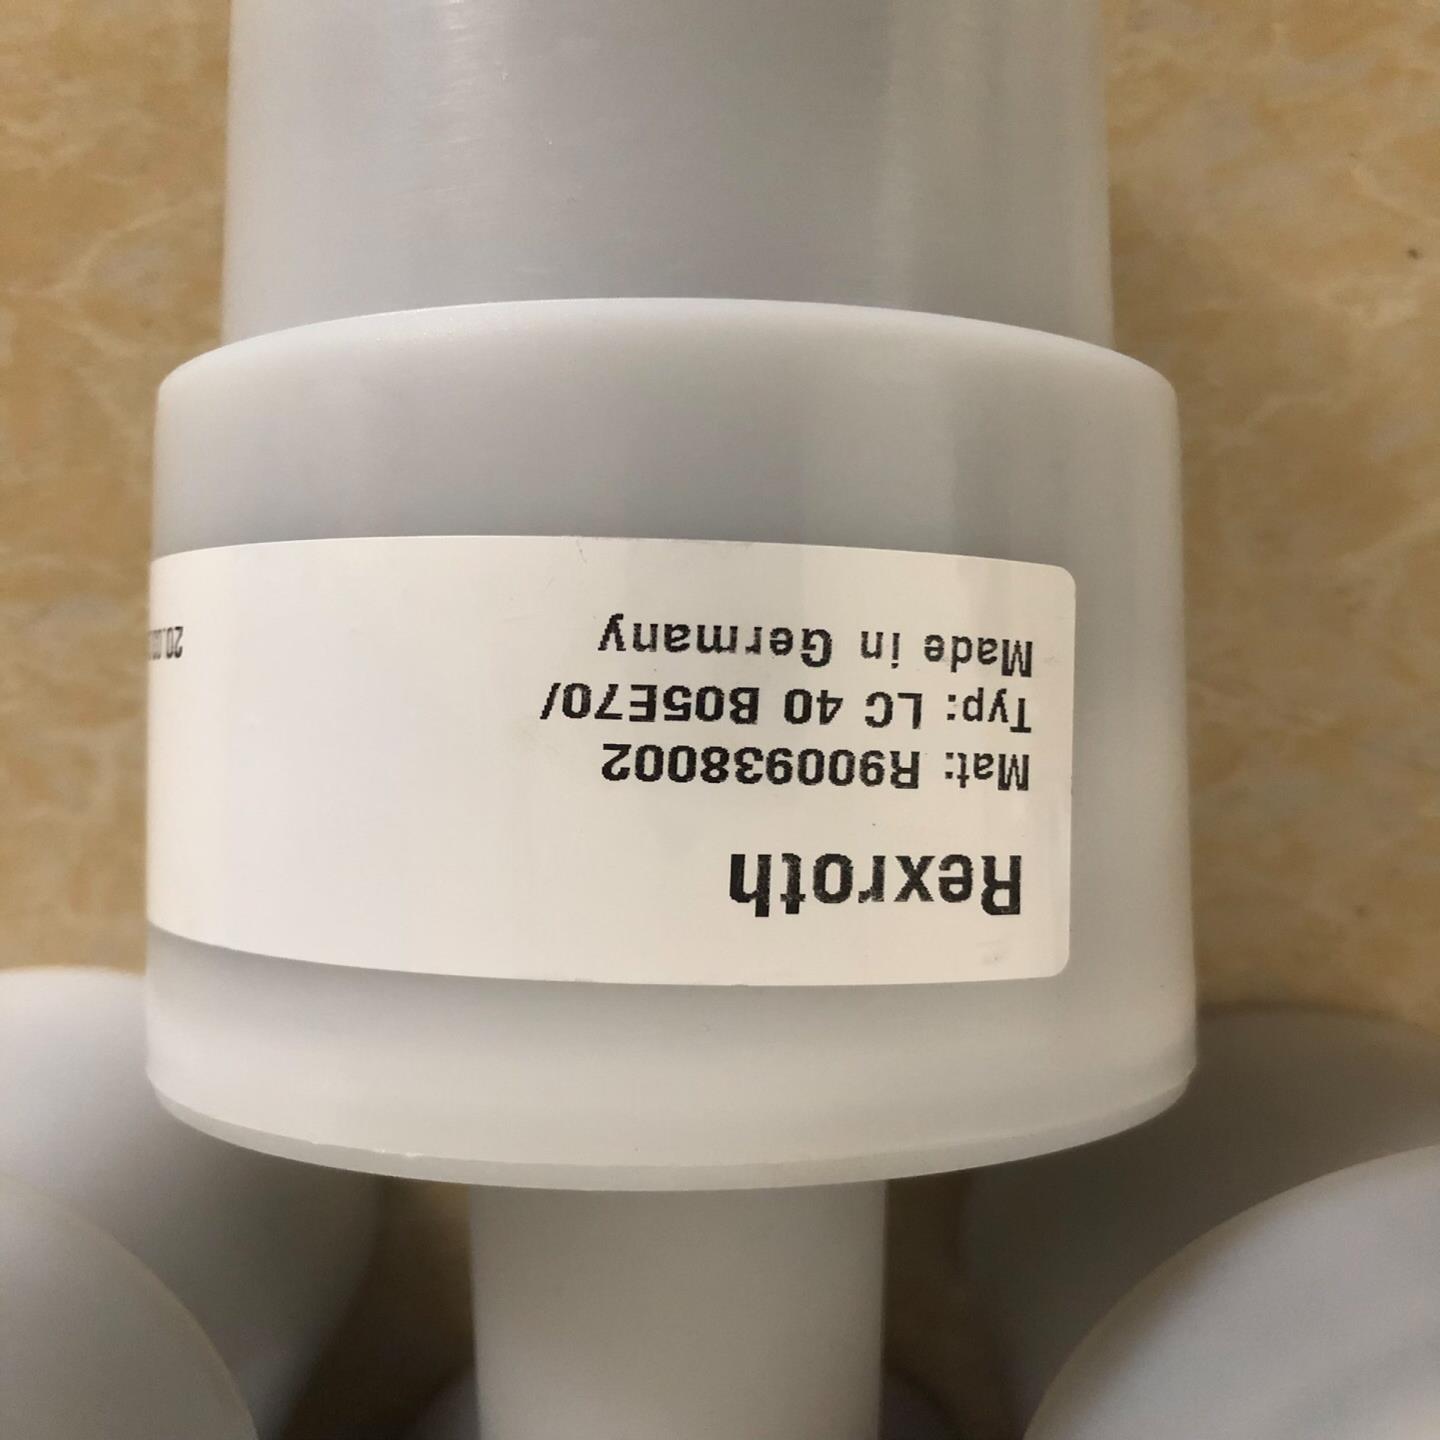 Rexroth
Mat: R900938002
Typ: LC 40 B05E70/
Made in Germany